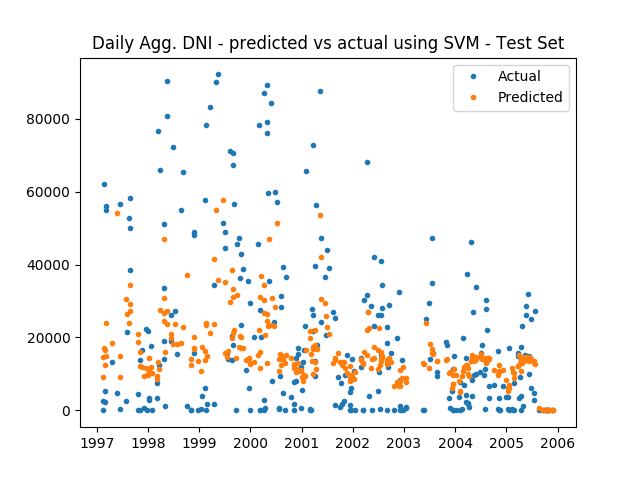 Daily Agg. DNI - predicted vs actual using SVM - Test Set
Actual
Predicted
80000
60000
40000
20000
0
1997 1998 1999 2000 2001 2002 2003 2004 2005 2006